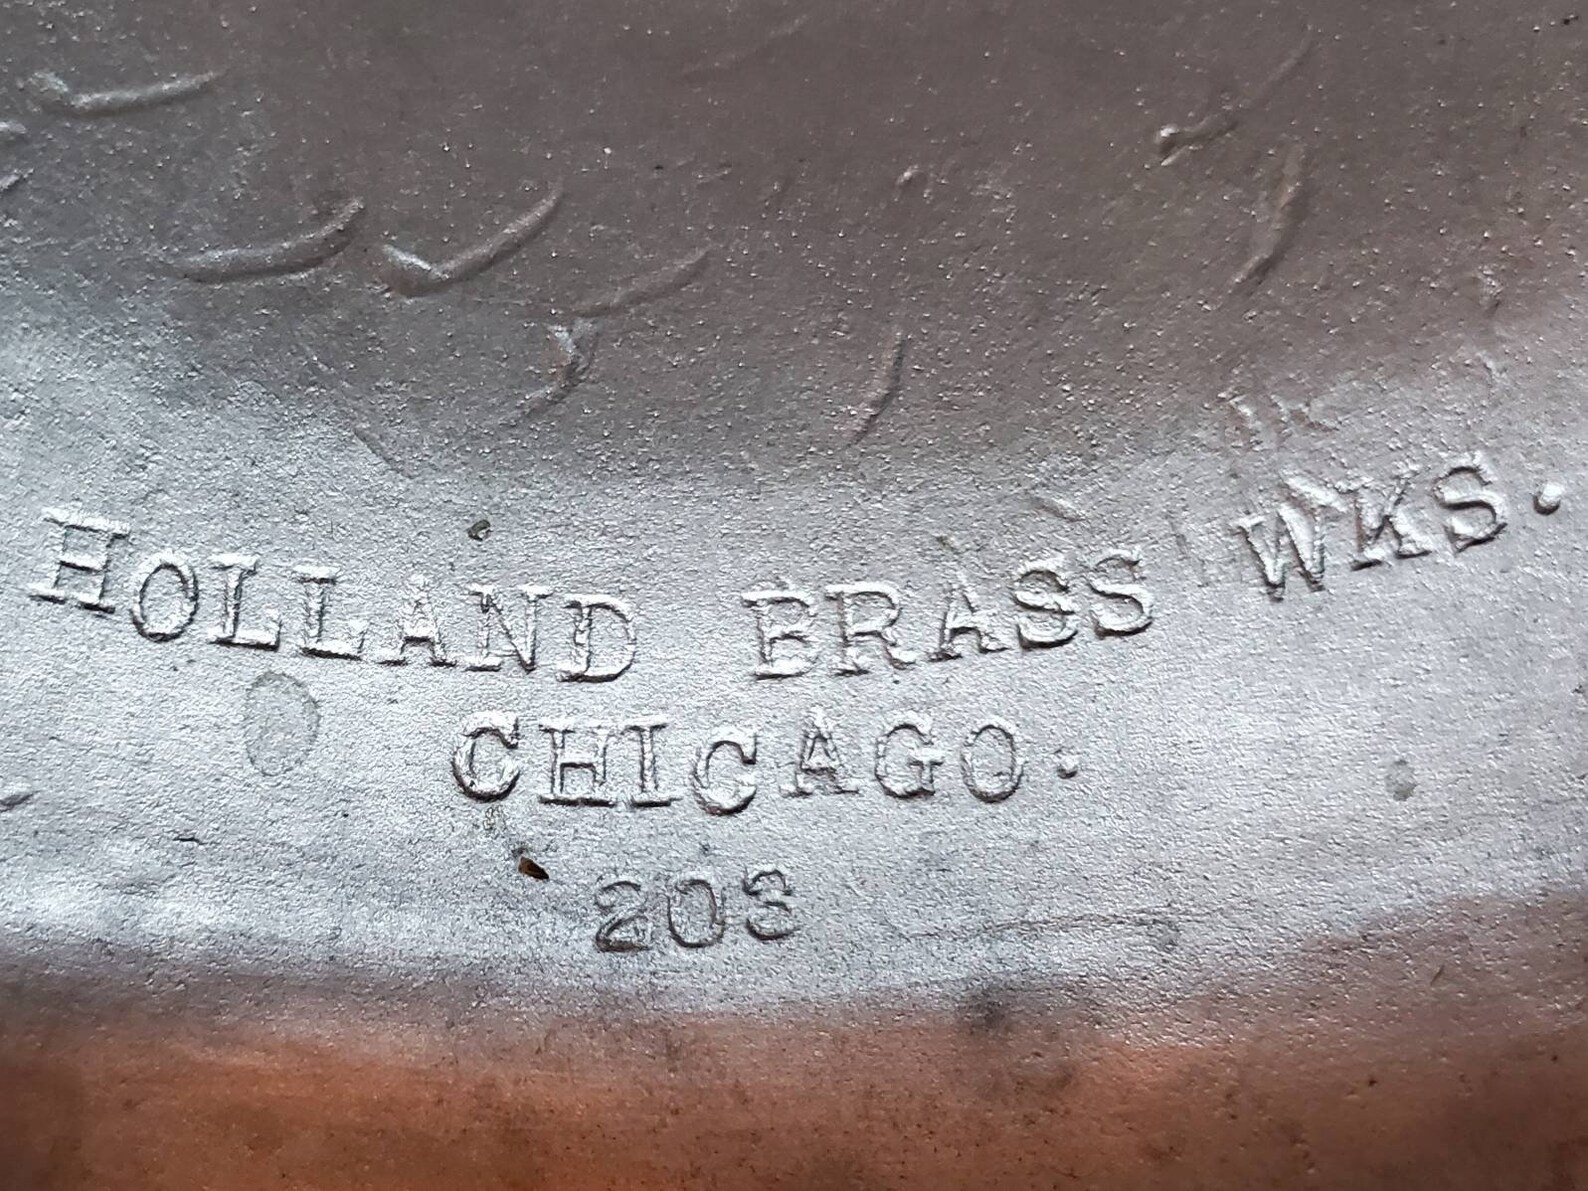 HOLLAND BRASS WKS.
CHICAGO.
203